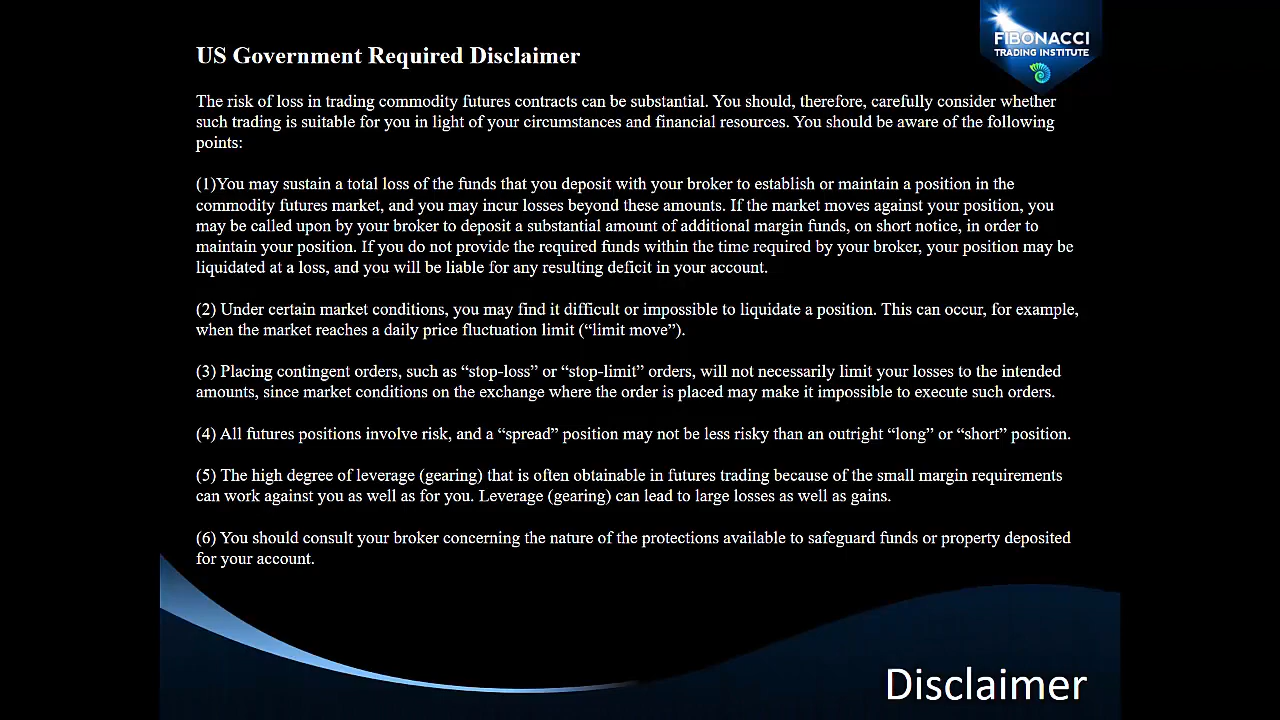 FIBONACCI
TRADING INSTITUTE
US Government Required Disclaimer
The risk of loss in trading commodity futures contracts can be substantial. You should, therefore, carefully consider whether
such trading is suitable for you in light of your circumstances and financial resources. You should be aware of the following
points:
(1)You may sustain a total loss of the funds that you deposit with your broker to establish or maintain a position in the
commodity futures market, and you may incur losses beyond these amounts. If the market moves against your position, you
may be called upon by your broker to deposit a substantial amount of additional margin funds, on short notice, in order to
maintain your position. If you do not provide the required funds within the time required by your broker, your position may be
liquidated at a loss, and you will be liable for any resulting deficit in your account.
(2) Under certain market conditions, you may find it difficult or impossible to liquidate a position. This can occur, for example,
when the market reaches a daily price fluctuation limit (“limit move”).
(3) Placing contingent orders, such as “stop-loss” or “stop-limit” orders, will not necessarily limit your losses to the intended
amounts, since market conditions on the exchange where the order is placed may make it impossible to execute such orders.
(4) All futures positions involve risk, and a “spread” position may not be less risky than an outright “long” or “short” position.
(5) The high degree of leverage (gearing) that is often obtainable in futures trading because of the small margin requirements
can work against you as well as for you. Leverage (gearing) can lead to large losses as well as gains.
(6) You should consult your broker concerning the nature of the protections available to safeguard funds or property deposited
for your account.
Disclaimer